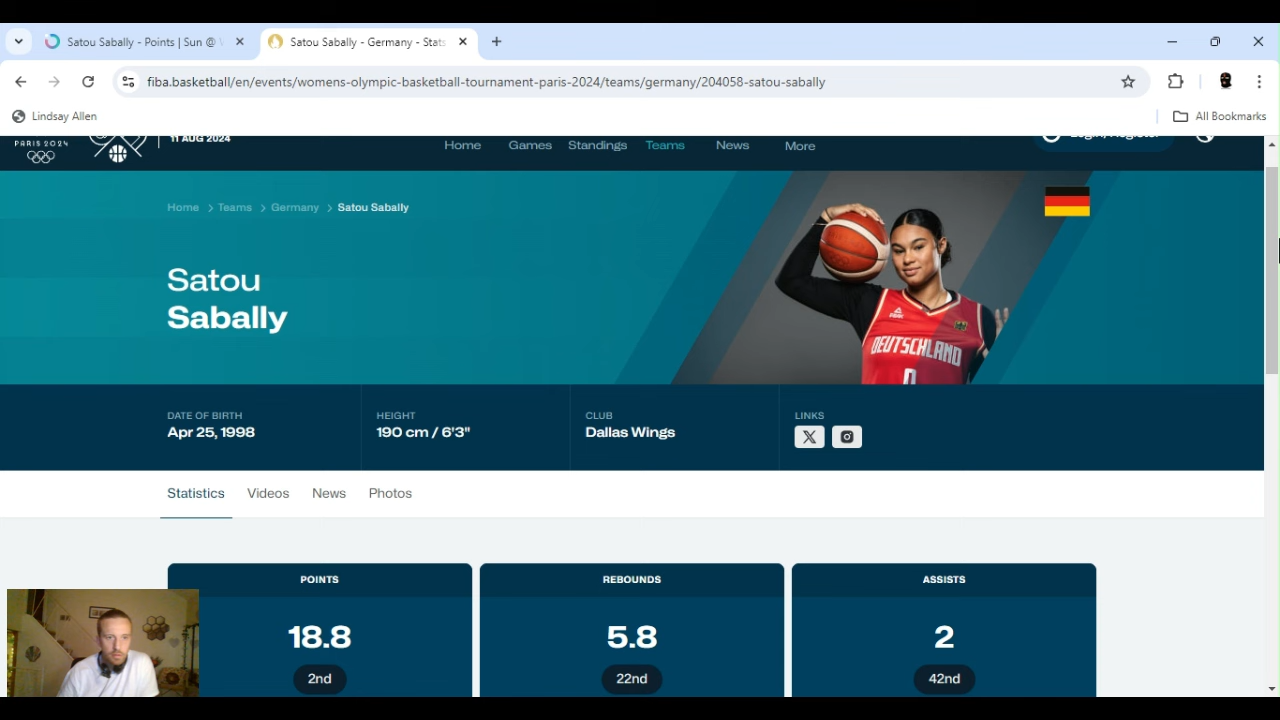 Satou Sabally - Points | Sun @
Satou Sabally - Germany - Stats
fiba.basketball/en/events/womens-olympic-basketball-tournament-paris-2024/teams/germany/204058-satou-sabally
Lindsay Allen
All Bookmarks
PARIS 2024
11 AUG 2024
Home
Games
Standings
Teams
News
More
Login/Register
Home > Teams > Germany > Satou Sabally
Satou
Sabally
DEUTSCHLAND
DATE OF BIRTH
Apr 25, 1998
HEIGHT
190 cm / 6'3"
CLUB
Dallas Wings
LINKS
Statistics
Videos
News
Photos
POINTS
18.8
2nd
REBOUNDS
5.8
22nd
ASSISTS
2
42nd